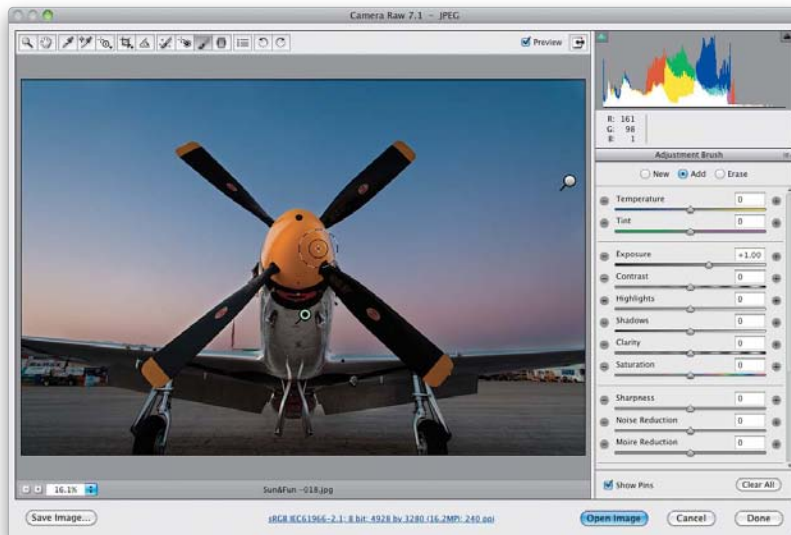 Camera Raw 7.1 - JPEG
Preview
R: 161
G: 98
B: 1
Adjustment Brush
New Add Erase
Temperature 0
Tint 0
Exposure +1.00
Contrast 0
Highlights 0
Shadows 0
Clarity 0
Saturation 0
Sharpness 0
Noise Reduction 0
Moire Reduction 0
Show Pins Clear All
16.1% Sun&Fun -018.jpg
Save Image... sRGB IEC61966-2.1; 8 bit; 4928 by 3280 (16.2MP); 240 ppi Open Image Cancel Done